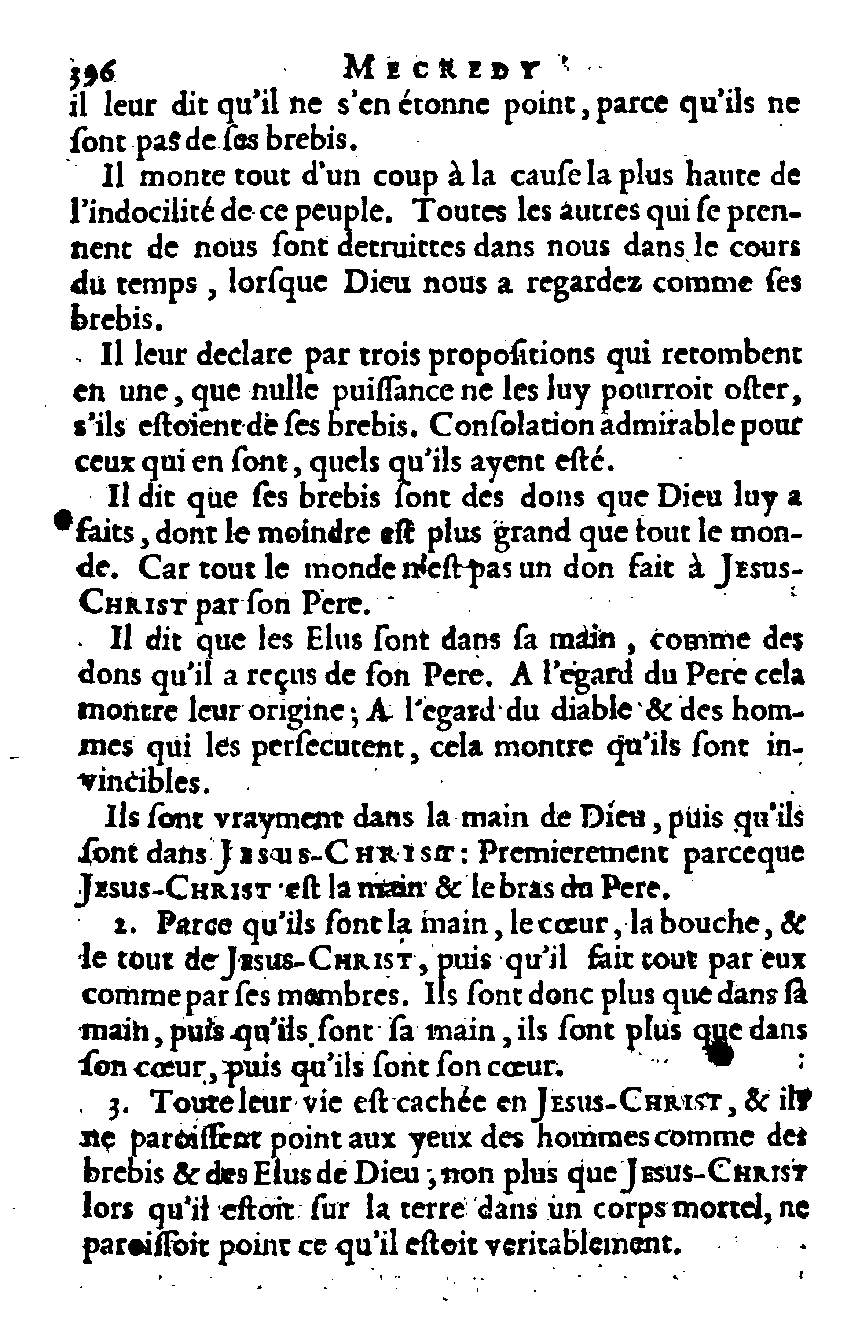 396 MECREDY
il leur dit qu'il ne s'en étonne point, parce qu'ils ne
ſont pas de ſes brebis.
Il monte tout d'un coup à la cauſe la plus haute de
l'indocilité de ce peuple. Toutes les autres qui ſe pren-
nent de nous ſont detruittes dans nous dans le cours
du temps, lorſque Dieu nous a regardez comme ſes
brebis.
Il leur declare par trois propoſitions qui retombent
en une, que nulle puiſſance ne les luy pourroit oſter,
s'ils eſtoient de ſes brebis. Conſolation admirable pour
ceux qui en ſont, quels qu'ils ayent eſté.
Il dit que ſes brebis ſont des dons que Dieu luy a
faits, dont le moindre eſt plus grand que tout le mon-
de. Car tout le monde n'eſt pas un don fait à JESUS-
CHRIST par ſon Pere.
Il dit que les Elus ſont dans ſa main, comme des
dons qu'il a reçus de ſon Pere. A l'égard du Pere cela
montre leur origine; A l'égard du diable & des hom-
mes qui les perſecutent, cela montre qu'ils ſont in-
vincibles.
Ils ſont vrayment dans la main de Dieu, puis qu'ils
ſont dans JESUS-CHRIST: Premierement parceque
JESUS-CHRIST eſt la main & le bras du Pere.
2. Parce qu'ils ſont la main, le cœur, la bouche, &
le tout de JESUS-CHRIST, puis qu'il fait tout par eux
comme par ſes membres. Ils ſont donc plus que dans ſa
main, puis qu'ils ſont ſa main, ils ſont plus que dans
ſon cœur, puis qu'ils ſont ſon cœur.
3. Toute leur vie eſt cachée en JESUS-CHRIST, & ils
ne paroiſſent point aux yeux des hommes comme des
brebis & des Elus de Dieu; non plus que JESUS-CHRIST
lors qu'il eſtoit ſur la terre dans un corps mortel, ne
paroiſſoit point ce qu'il eſtoit veritablement.